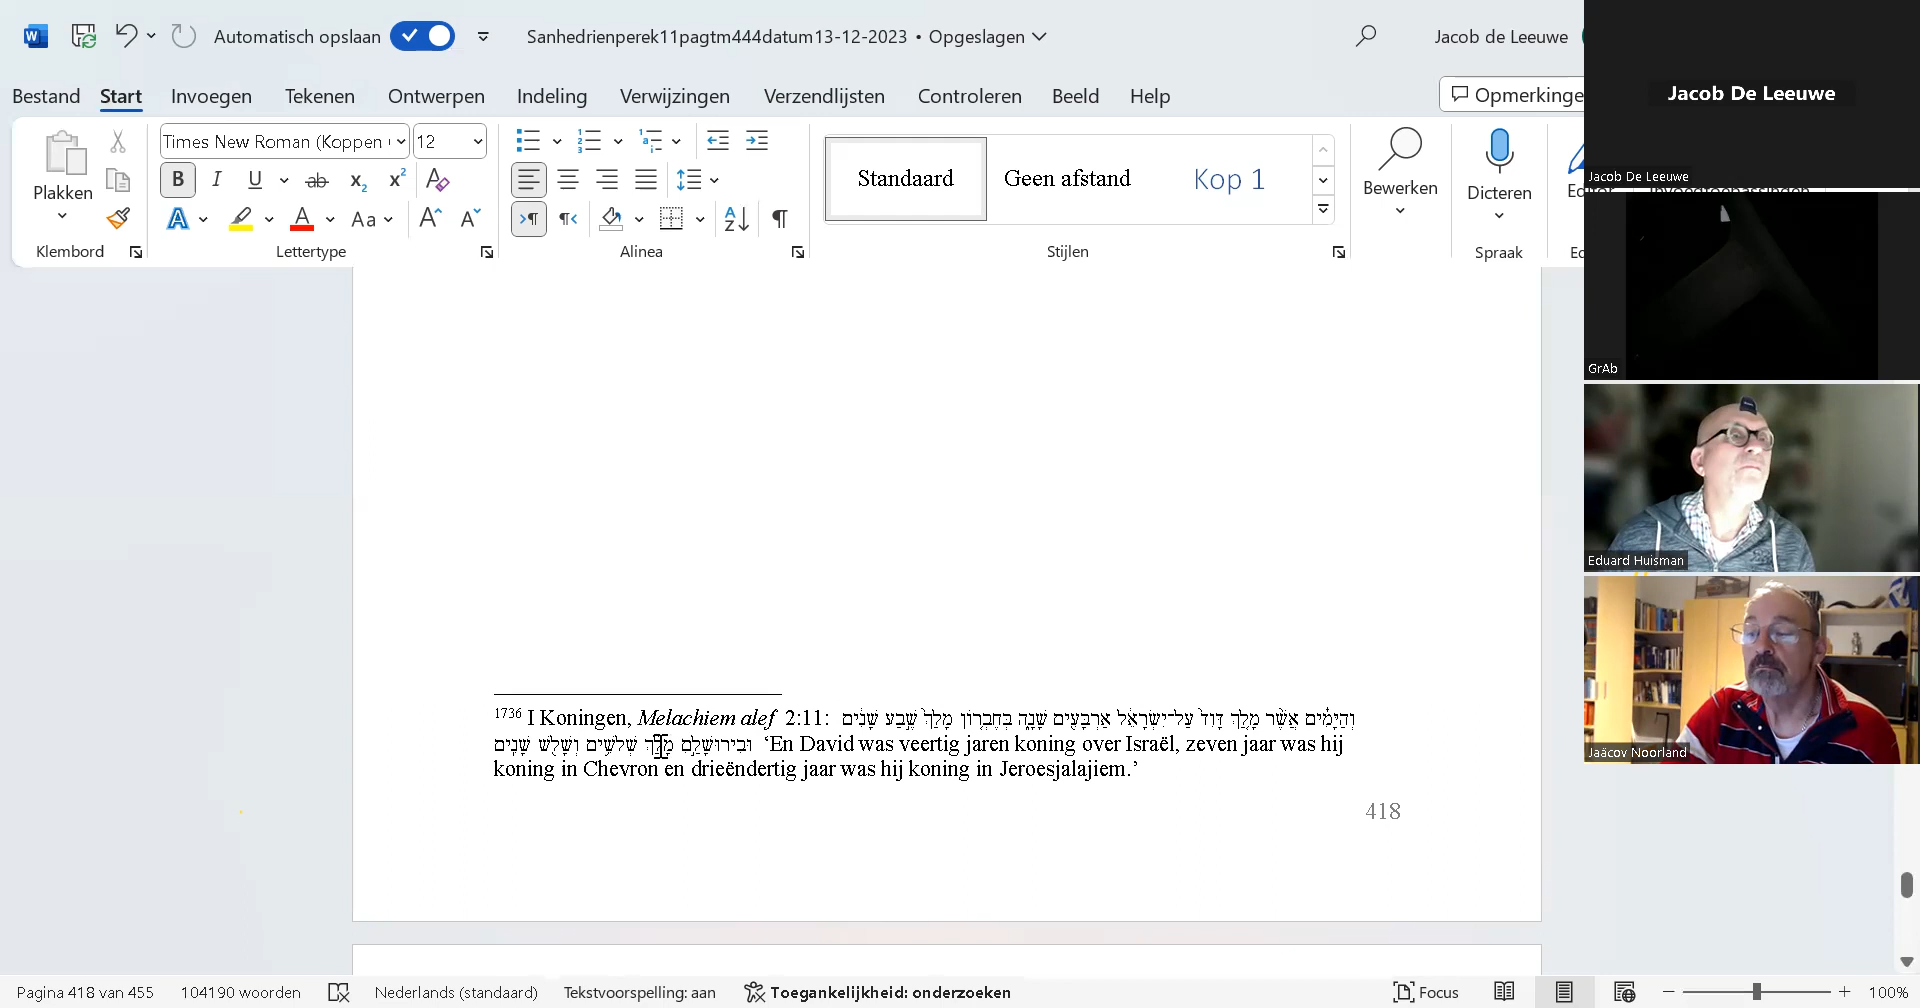 Automatisch opslaan
Sanhedrienperek11pagtm444datum13-12-2023 • Opgeslagen
Jacob de Leeuwe
Bestand Start Invoegen Tekenen Ontwerpen Indeling Verwijzingen Verzendlijsten Controleren Beeld Help
Opmerkinge
Plakken
Klembord
Times New Roman (Koppen
12
Lettertype
Alinea
Standaard
Geen afstand
Kop 1
Stijlen
Bewerken
Dicteren
Spraak
Jacob De Leeuwe
Jacob De Leeuwe
GrAb
Eduard Huisman
Jaäcov Noorland
1736 I Koningen, Melachiem alef 2:11: וְהַיָּמִ֗ים אֲשֶׁ֨ר מָלַ֤ךְ דָּוִד֙ עַל־יִשְׂרָאֵ֔ל אַרְבָּעִ֖ים שָׁנָ֑ה בְּחֶבְר֤וֹן מָלַךְ֙ שֶׁ֣בַע שָׁנִ֔ים
וּבִירוּשָׁלִַ֣ם מָלַ֔ךְ שְׁלֹשִׁ֥ים וְשָׁלֹ֖שׁ שָׁנִֽים ‘En David was veertig jaren koning over Israël, zeven jaar was hij
koning in Chevron en drieëndertig jaar was hij koning in Jeroesjalajiem.’
418
Pagina 418 van 455 104190 woorden Nederlands (standaard) Tekstvoorspelling: aan Toegankelijkheid: onderzoeken Focus 100%